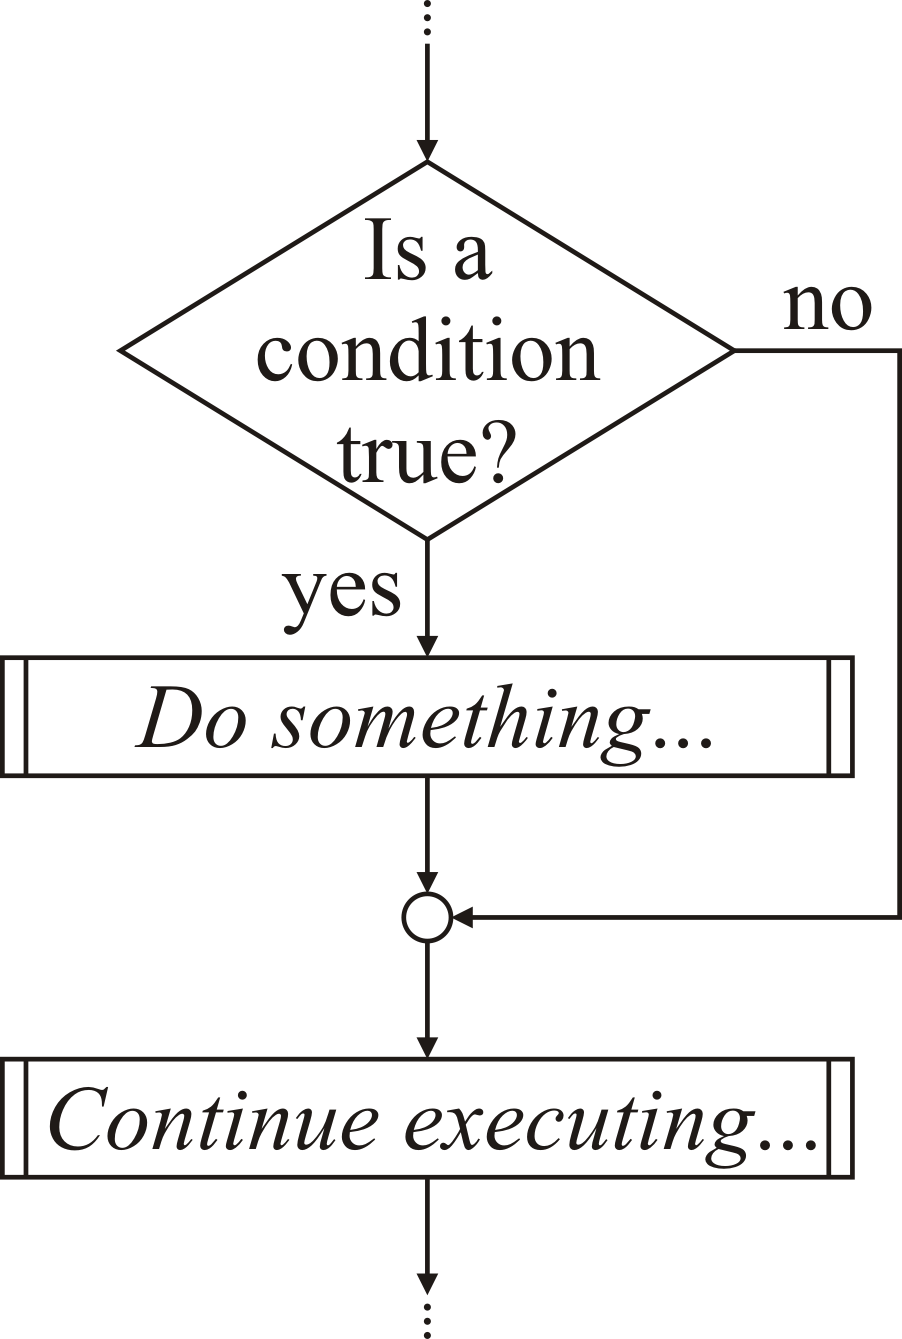 Is a
condition
true?
no
yes
Do something...
Continue executing...